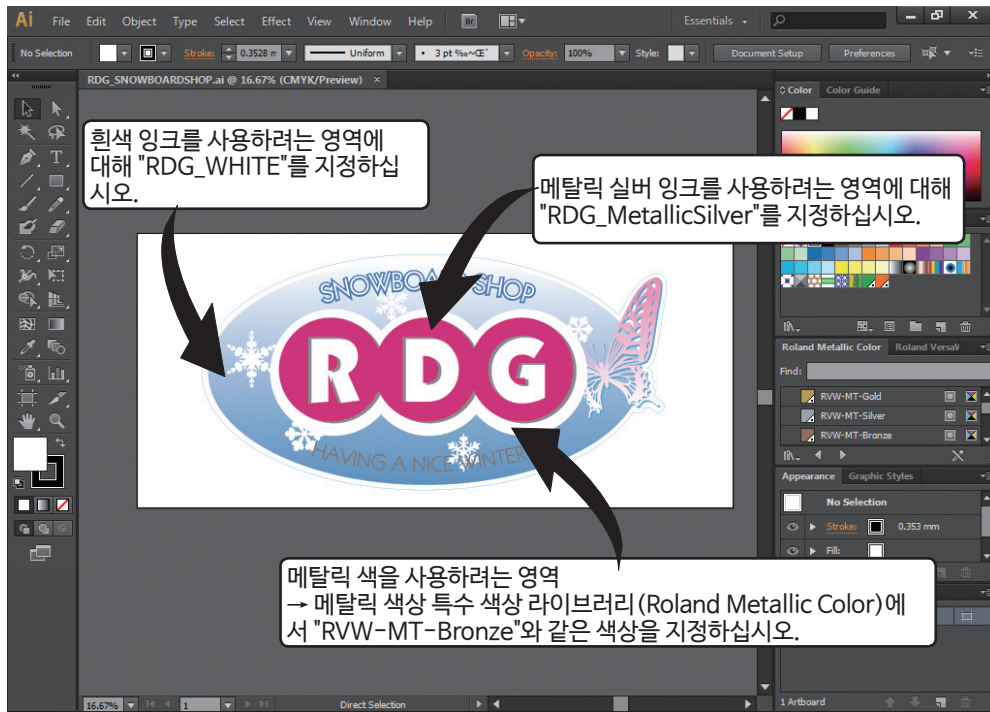 Ai File Edit Object Type Select Effect View Window Help Br Essentials
No Selection Stroke: 0.3528 m Uniform 3 pt Opacity: 100% Style: Document Setup Preferences
RDG_SNOWBOARDSHOP.ai @ 16.67% (CMYK/Preview) ×
Color Color Guide
흰색 잉크를 사용하려는 영역에
대해 "RDG_WHITE"를 지정하십
시오.
메탈릭 실버 잉크를 사용하려는 영역에 대해
"RDG_MetallicSilver"를 지정하십시오.
SNOWBOARDSHOP
RDG
HAVING A NICE WINTER
Roland Metallic Color Roland VersaW
Find:
RVW-MT-Gold
RVW-MT-Silver
RVW-MT-Bronze
Appearance Graphic Styles
No Selection
Stroke: 0.353 mm
Fill:
메탈릭 색을 사용하려는 영역
→ 메탈릭 색상 특수 색상 라이브러리(Roland Metallic Color)에
서 "RVW-MT-Bronze"와 같은 색상을 지정하십시오.
16.67% 1 Direct Selection
1 Artboard